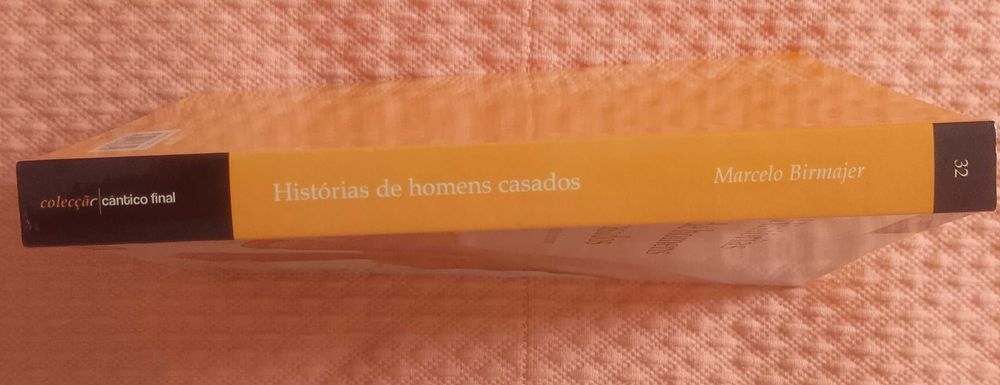 colecção|cântico final
Histórias de homens casados
Marcelo Birmajer
32